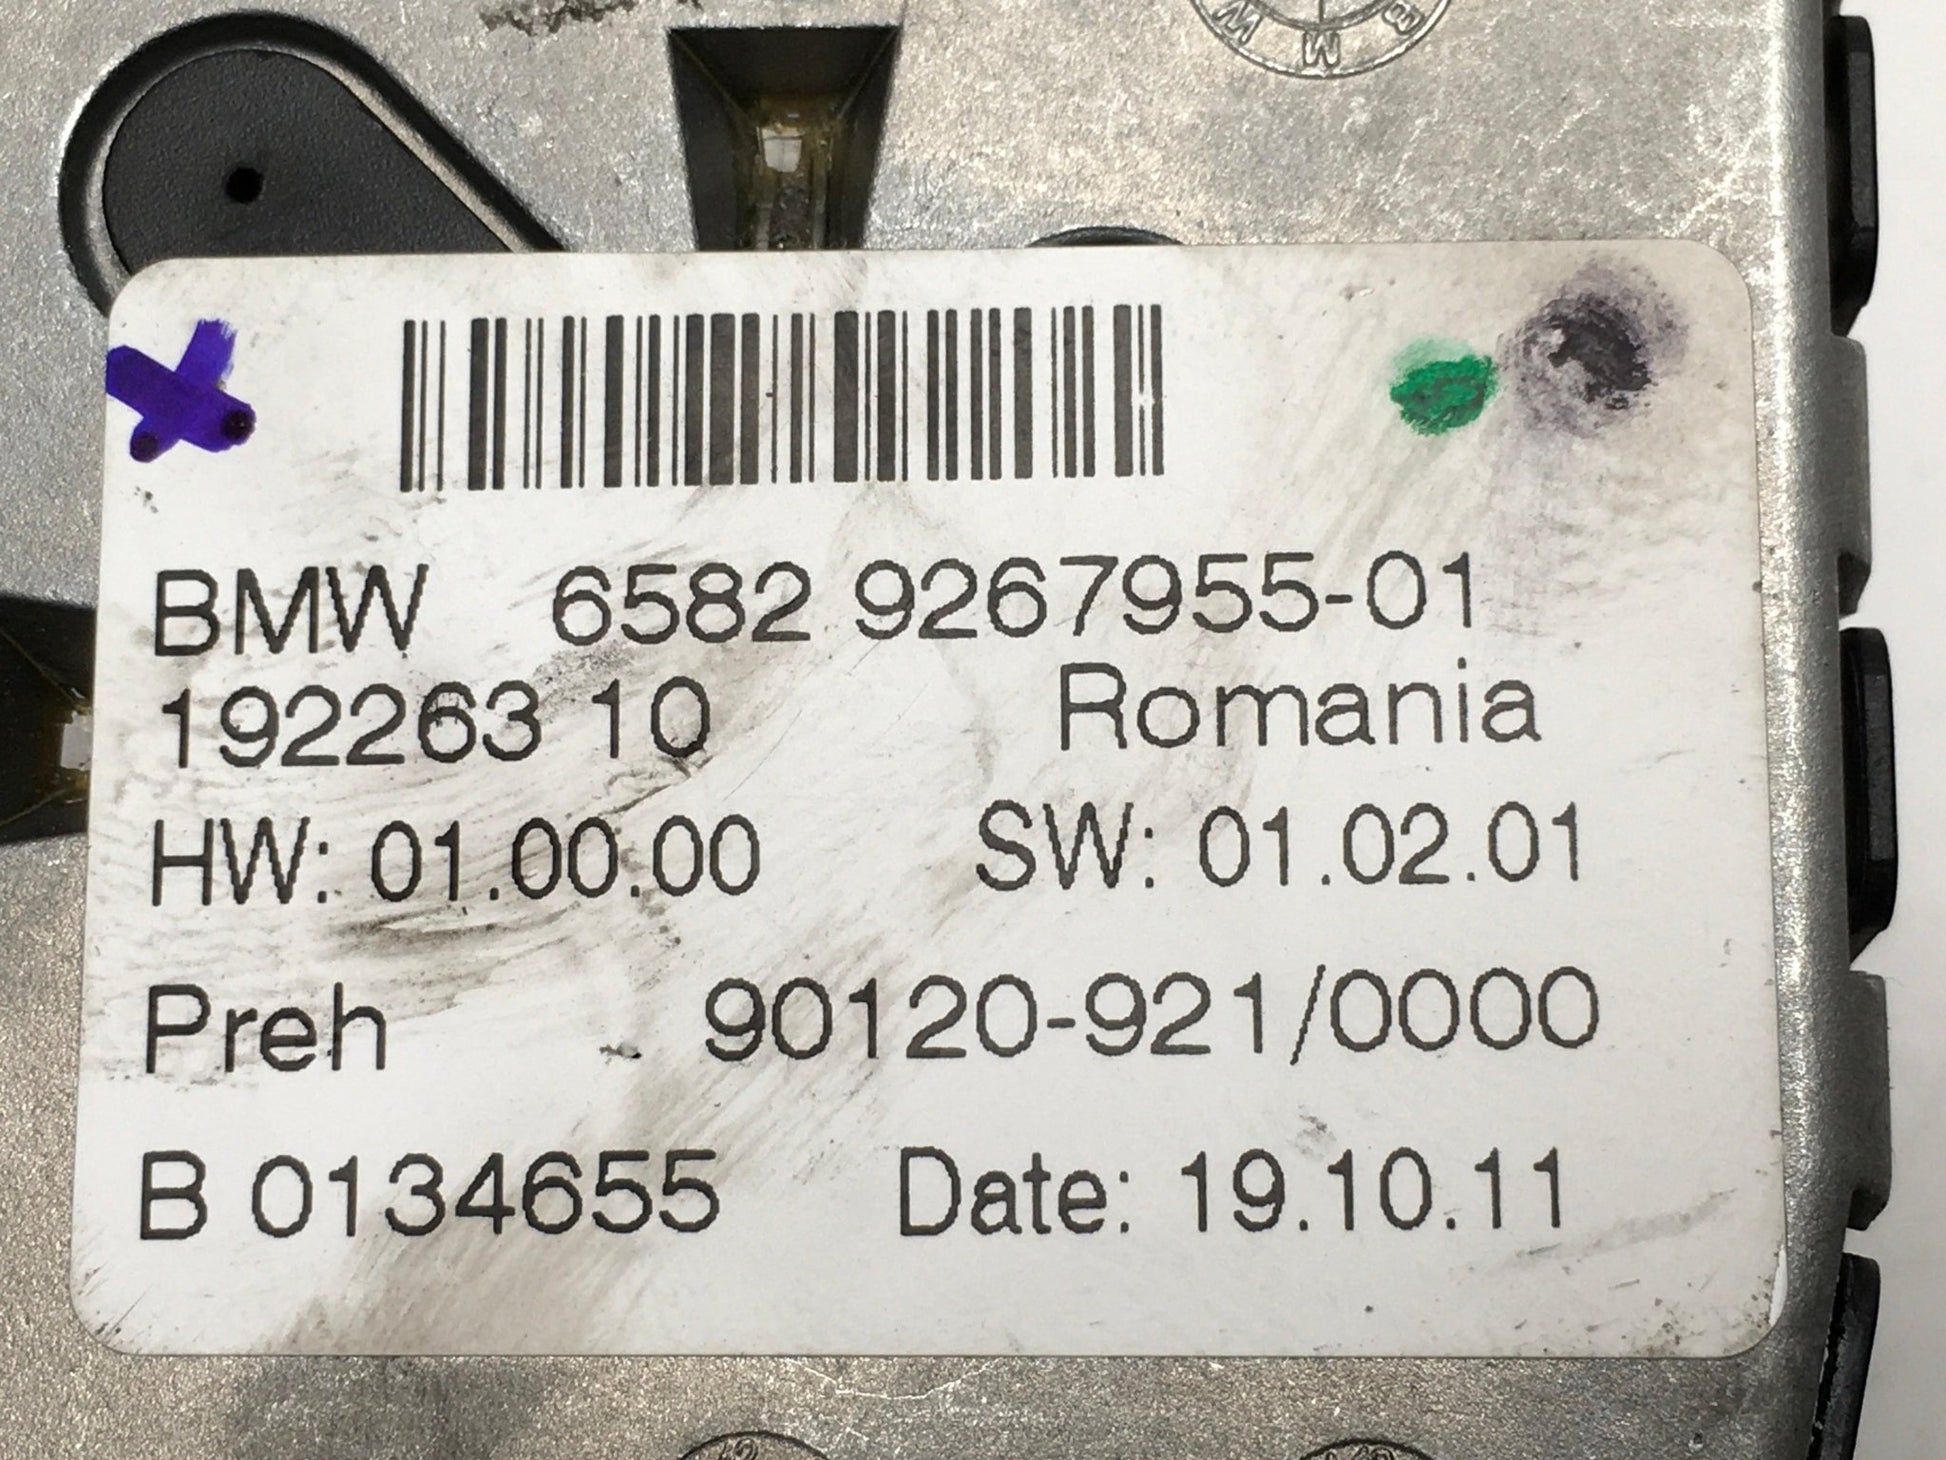 BMW
BMW 6582 9267955-01
192263 10 Romania
HW: 01.00.00 SW: 01.02.01
Preh 90120-921/0000
B 0134655 Date: 19.10.11